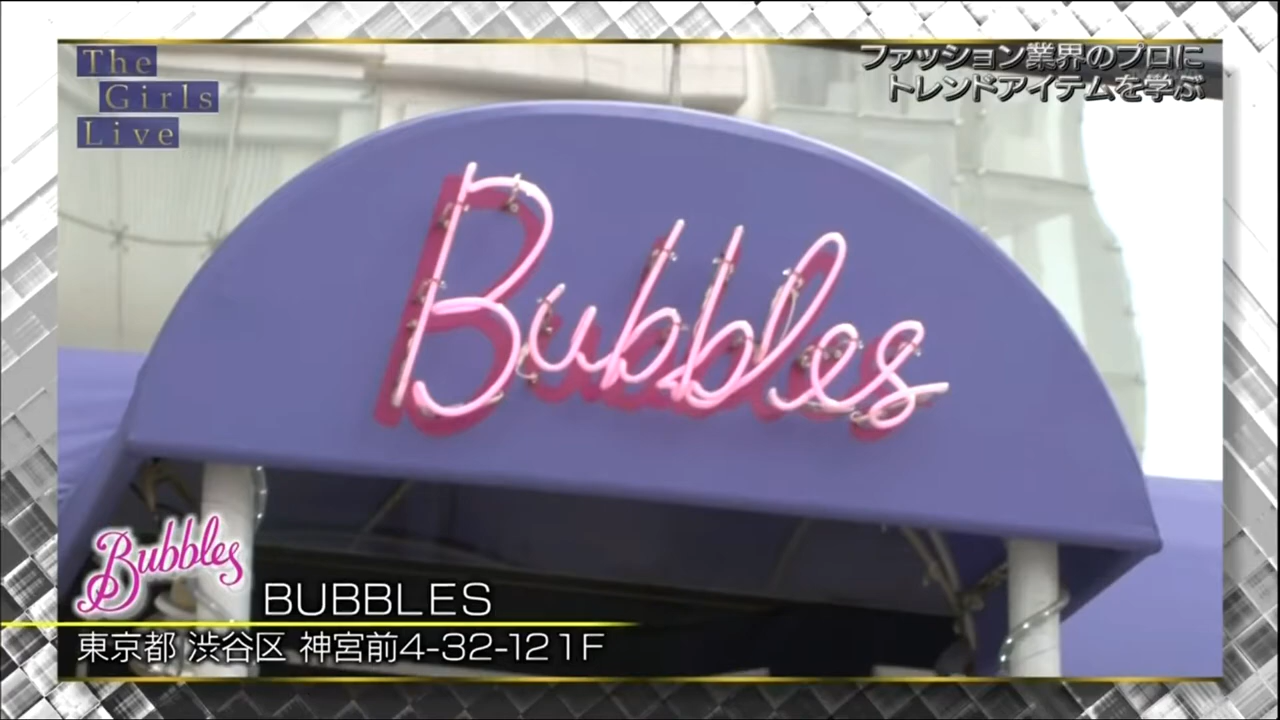 The
Girls
Live
ファッション業界のプロに
トレンドアイテムを学ぶ
Bubbles
Bubbles
BUBBLES
東京都 渋谷区 神宮前4-32-121F